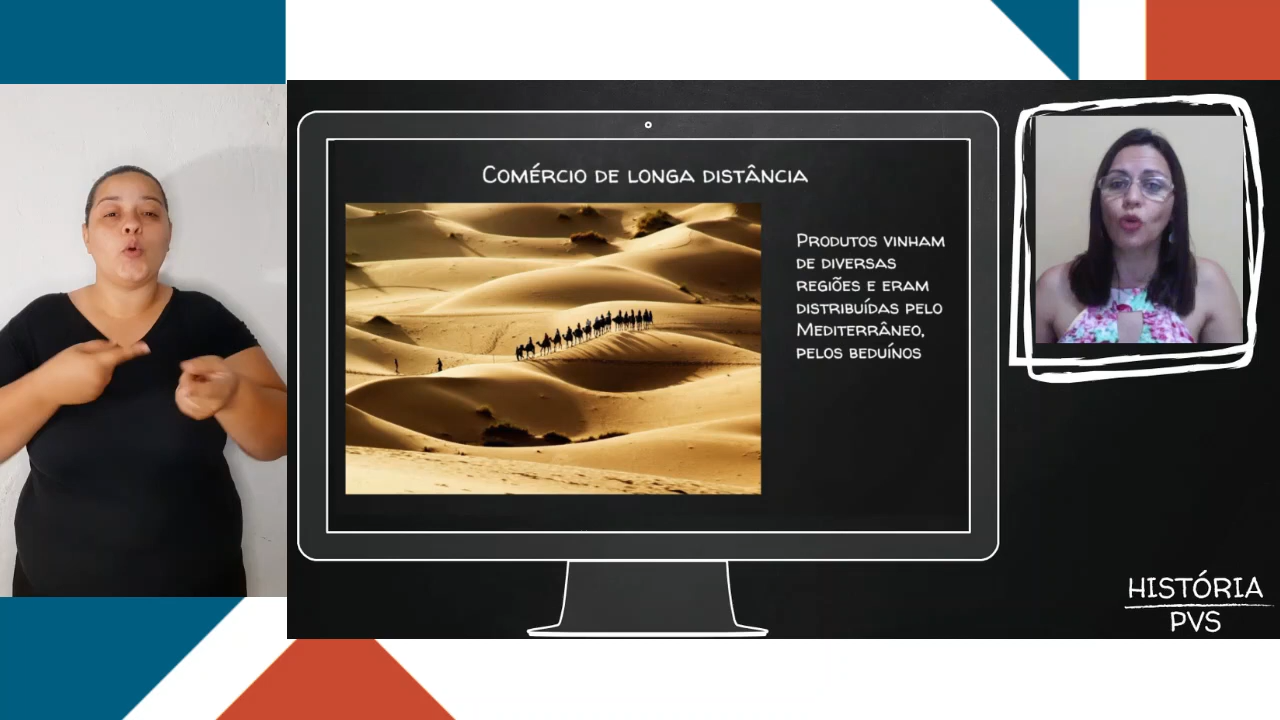 Comércio de longa distância
Produtos vinham
de diversas
regiões e eram
distribuídas pelo
Mediterrâneo,
pelos beduínos
HISTÓRIA
PVS